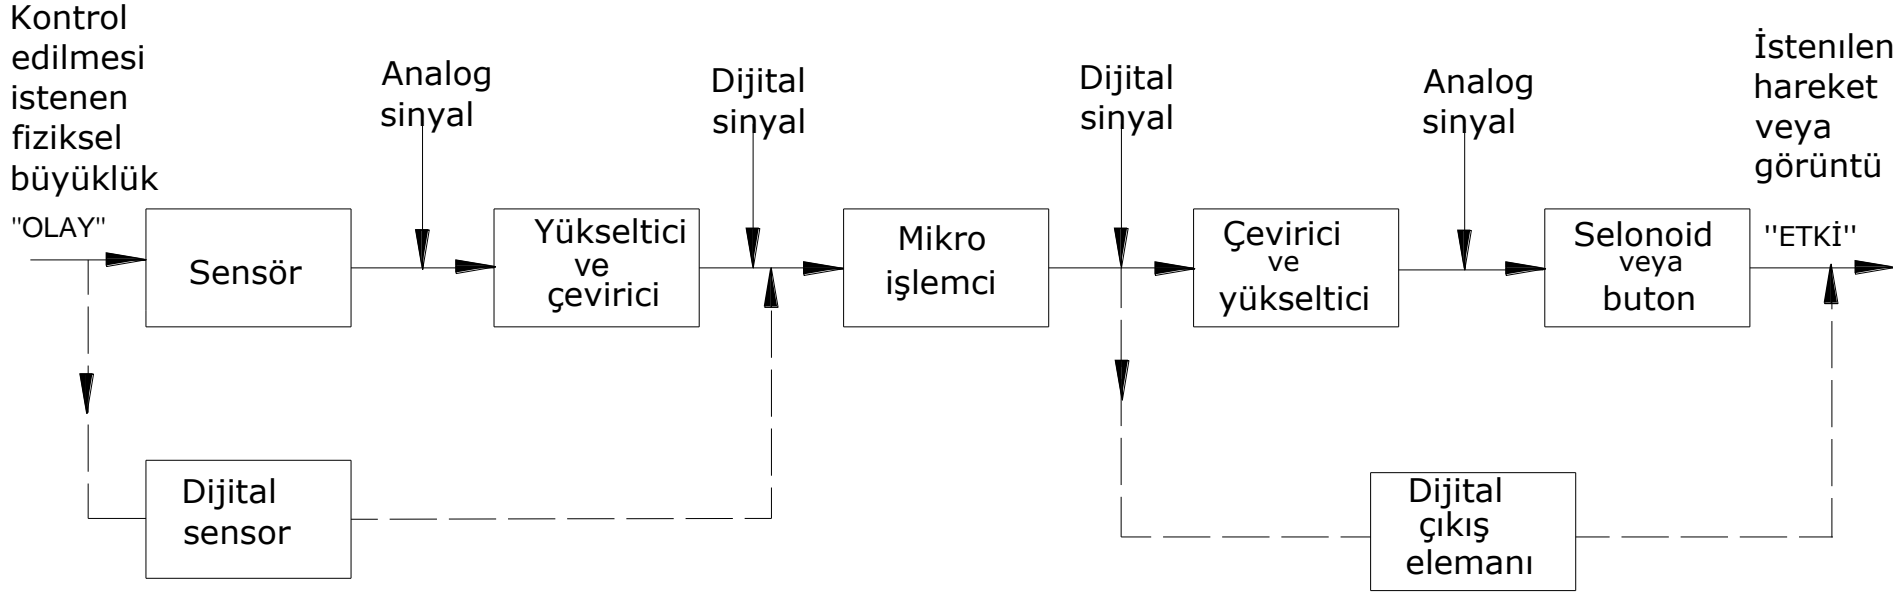 Kontrol
edilmesi
istenen
fiziksel
büyüklük
"OLAY"
Analog
sinyal
Dijital
sinyal
Dijital
sinyal
Analog
sinyal
İstenılen
hareket
veya
görüntü
"ETKİ"
Sensör
Yükseltici
ve
çevirici
Mikro
işlemci
Çevirici
ve
yükseltici
Selonoid
veya
buton
Dijital
sensor
Dijital
çıkış
elemanı